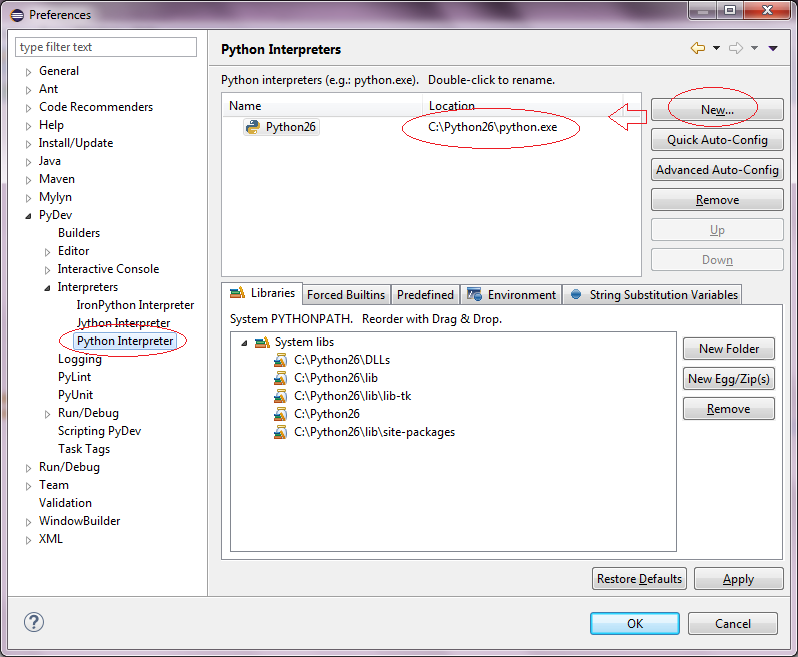 Preferences
type filter text
General
Ant
Code Recommenders
Help
Install/Update
Java
Maven
Mylyn
PyDev
Builders
Editor
Interactive Console
Interpreters
IronPython Interpreter
Jython Interpreter
Python Interpreter
Logging
PyLint
PyUnit
Run/Debug
Scripting PyDev
Task Tags
Run/Debug
Team
Validation
WindowBuilder
XML
Python Interpreters
Python interpreters (e.g.: python.exe).   Double-click to rename.
Name Location
Python26 C:\Python26\python.exe
New...
Quick Auto-Config
Advanced Auto-Config
Remove
Up
Down
Libraries Forced Builtins Predefined Environment String Substitution Variables
System PYTHONPATH.   Reorder with Drag & Drop.
System libs
C:\Python26\DLLs
C:\Python26\lib
C:\Python26\lib\lib-tk
C:\Python26
C:\Python26\lib\site-packages
New Folder
New Egg/Zip(s)
Remove
Restore Defaults Apply
? OK Cancel